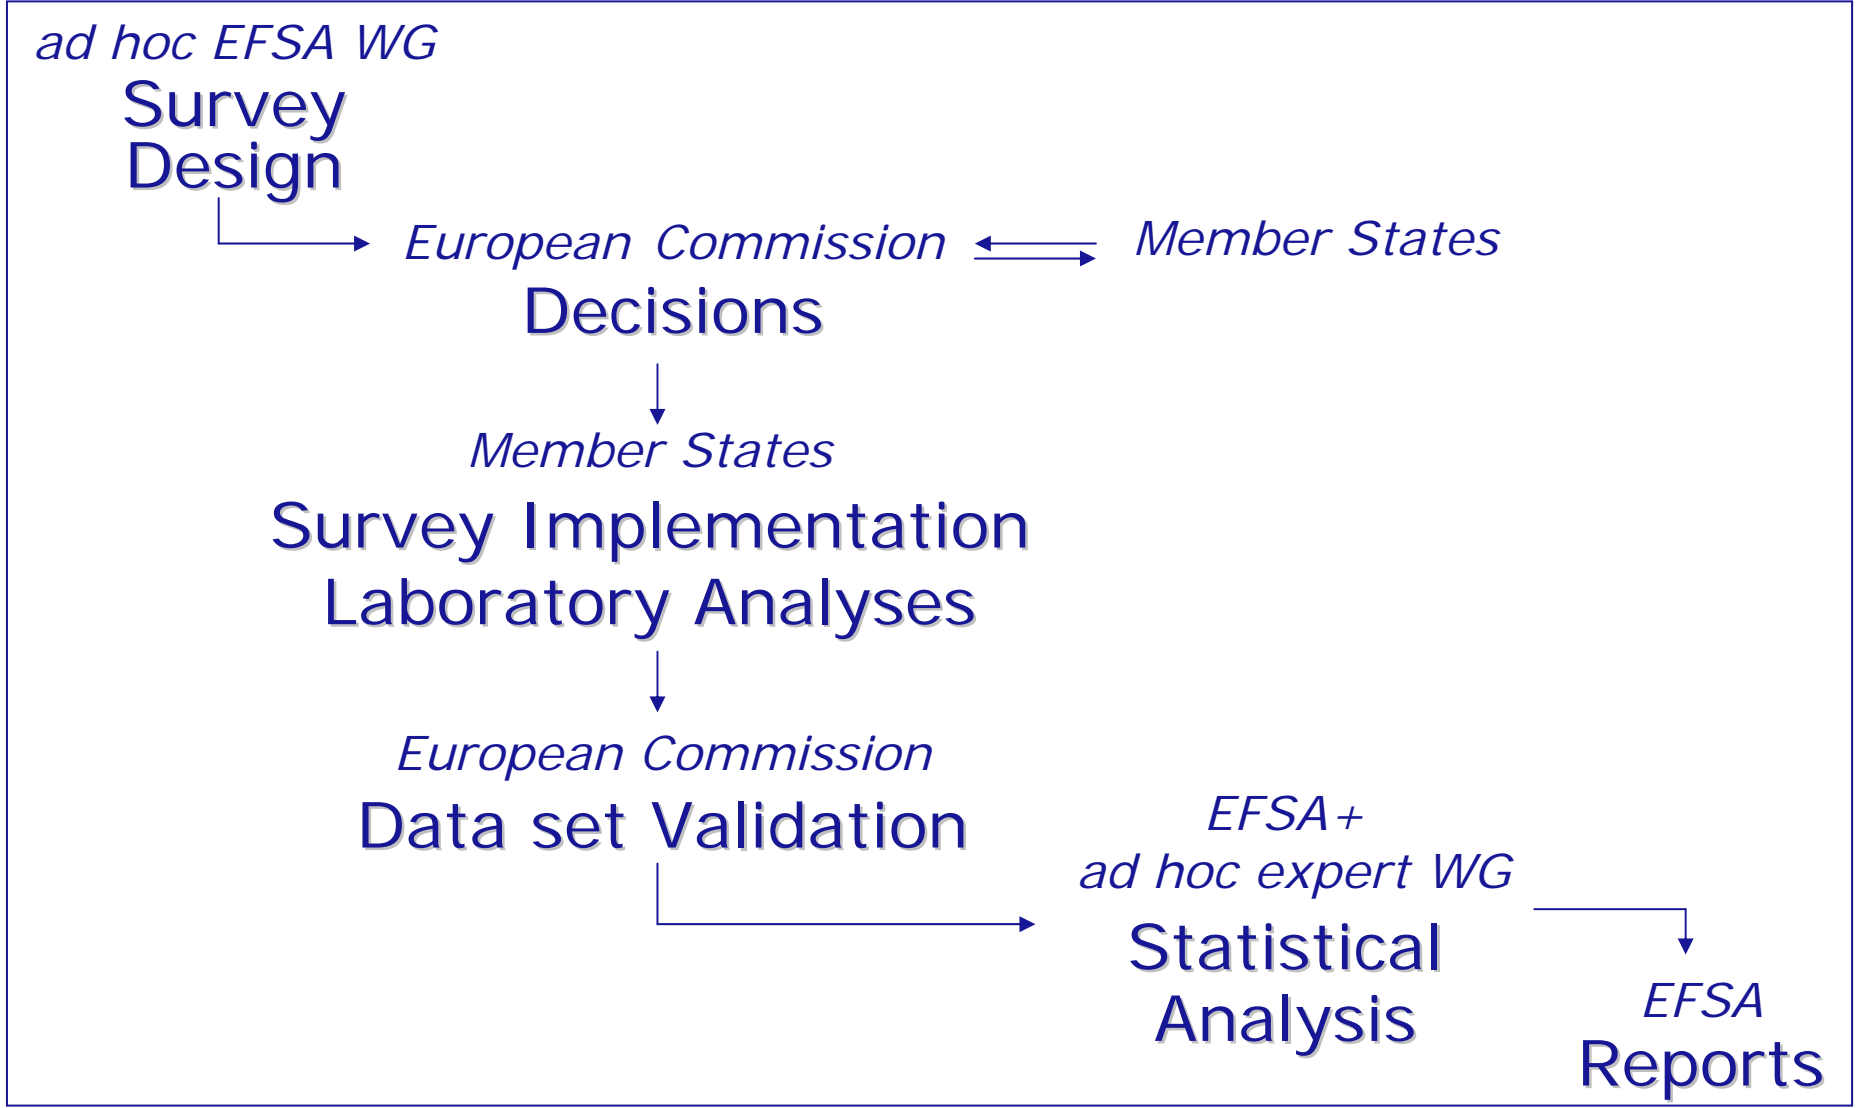 ad hoc EFSA WG
Survey
Design
European Commission
Member States
Decisions
Member States
Survey Implementation
Laboratory Analyses
European Commission
Data set Validation
EFSA+
ad hoc expert WG
Statistical
Analysis
EFSA
Reports